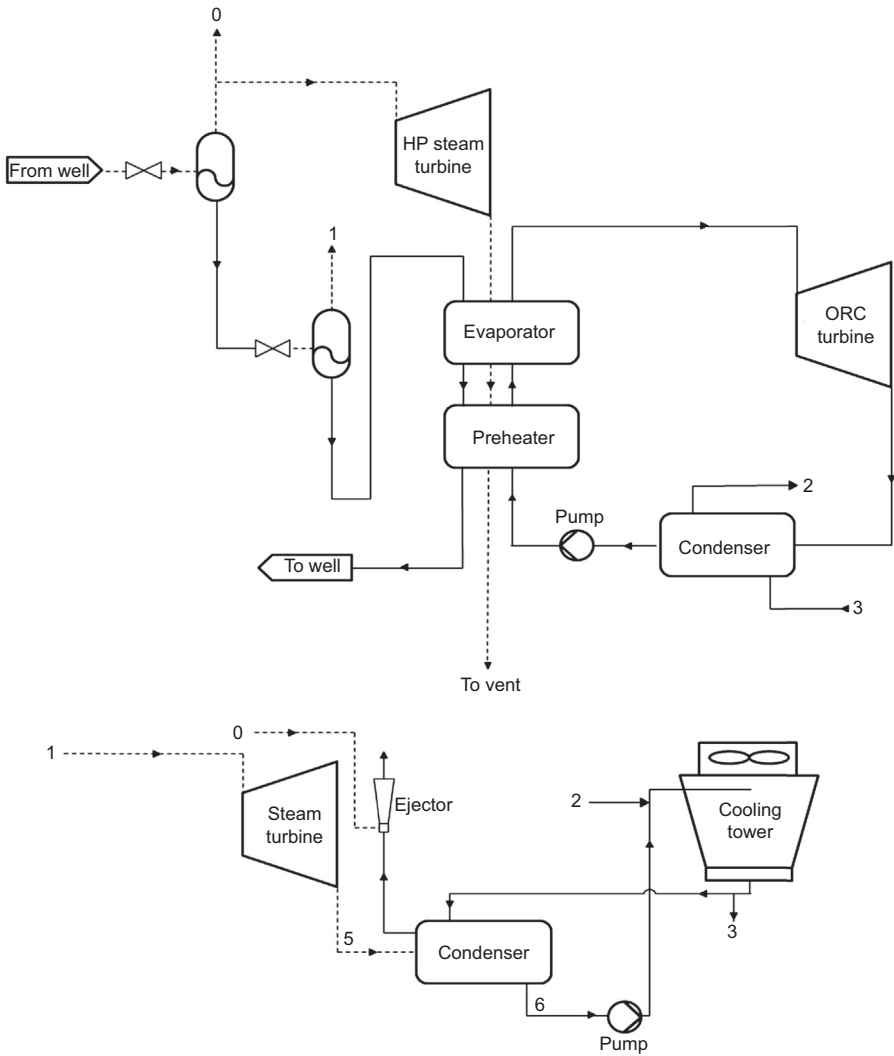 0
From well
HP steam
turbine
1
Evaporator
ORC
turbine
Preheater
2
Pump
Condenser
To well
3
To vent
0
1
Steam
turbine
Ejector
2
Cooling
tower
5
Condenser
3
6
Pump